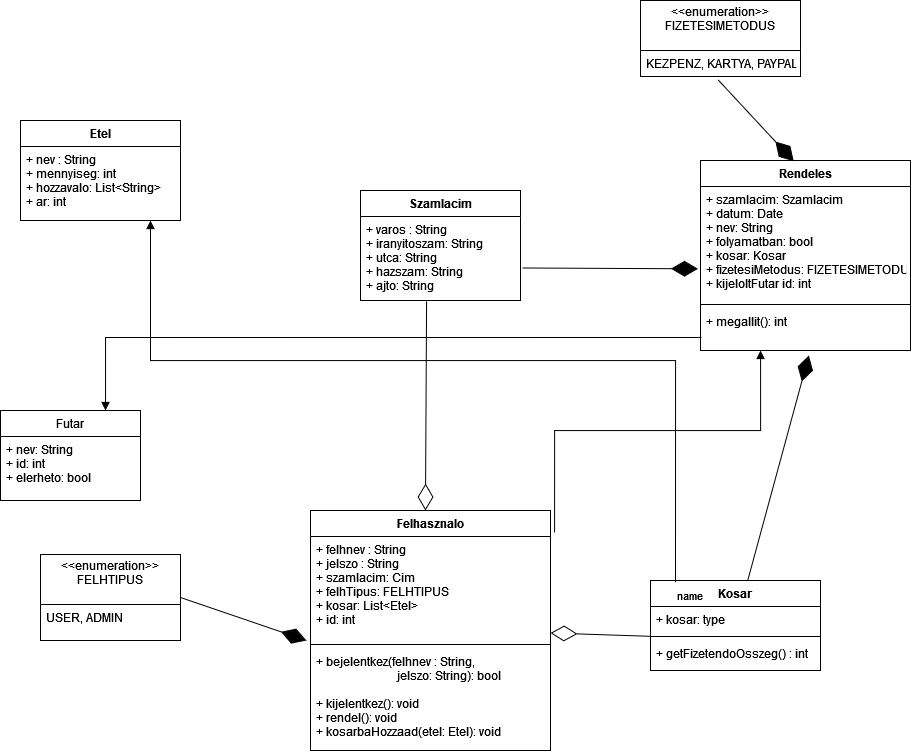 <<enumeration>>
FIZETESIMETODUS
KEZPENZ, KARTYA, PAYPAL
Etel
+ nev : String
+ mennyiseg: int
+ hozzavalo: List<String>
+ ar: int
Szamlacim
+ varos : String
+ iranyitoszam: String
+ utca: String
+ hazszam: String
+ ajto: String
Rendeles
+ szamlacim: Szamlacim
+ datum: Date
+ nev: String
+ folyamatban: bool
+ kosar: Kosar
+ fizetesiMetodus: FIZETESIMETODU
+ kijeloltFutar id: int
+ megallit(): int
Futar
+ nev: String
+ id: int
+ elerheto: bool
<<enumeration>>
FELHTIPUS
USER, ADMIN
Felhasznalo
+ felhnev : String
+ jelszo : String
+ szamlacim: Cim
+ felhTipus: FELHTIPUS
+ kosar: List<Etel>
+ id: int
+ bejelentkez(felhnev : String,
jelszo: String): bool
+ kijelentkez(): void
+ rendel(): void
+ kosarbaHozzaad(etel: Etel): void
name Kosar
+ kosar: type
+ getFizetendoOsszeg() : int